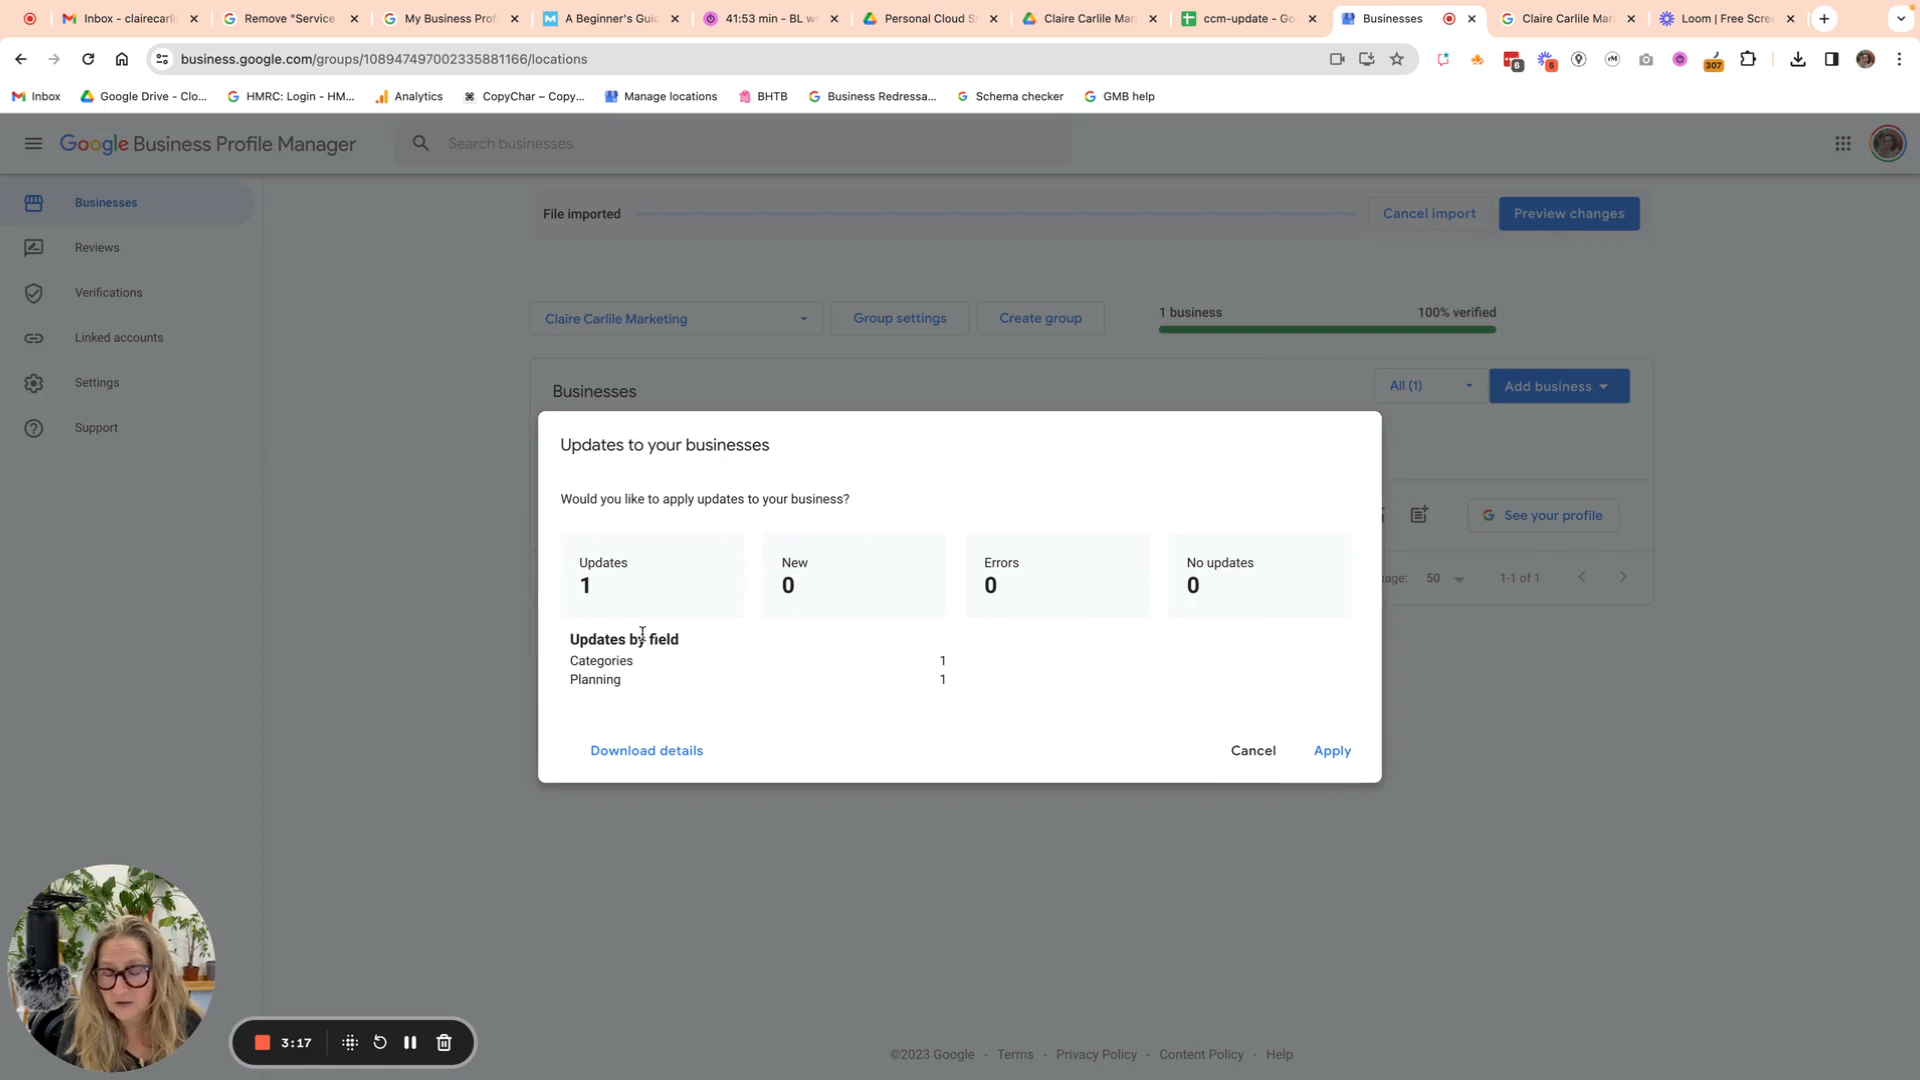 Inbox - clairecarli
Remove "Service
My Business Prof
A Beginner's Guid
41:53 min - BL w
Personal Cloud S
Claire Carlile Mar
ccm-update - Go
Businesses
Claire Carlile Mar
Loom | Free Scre
business.google.com/groups/108947497002335881166/locations
6
5
307
Inbox
Google Drive - Clo...
HMRC: Login - HM...
Analytics
CopyChar – Copy...
Manage locations
BHTB
Business Redressa...
Schema checker
GMB help
Google Business Profile Manager
Search businesses
Businesses
Reviews
Verifications
Linked accounts
Settings
Support
File imported
Cancel import
Preview changes
Claire Carlile Marketing
Group settings
Create group
1 business
100% verified
Businesses
All (1)
Add business
See your profile
page:
50
1-1 of 1
Updates to your businesses
Would you like to apply updates to your business?
Updates
1
New
0
Errors
0
No updates
0
Updates by field
Categories 1
Planning 1
Download details
Cancel
Apply
3:17
©2023 Google - Terms - Privacy Policy - Content Policy - Help